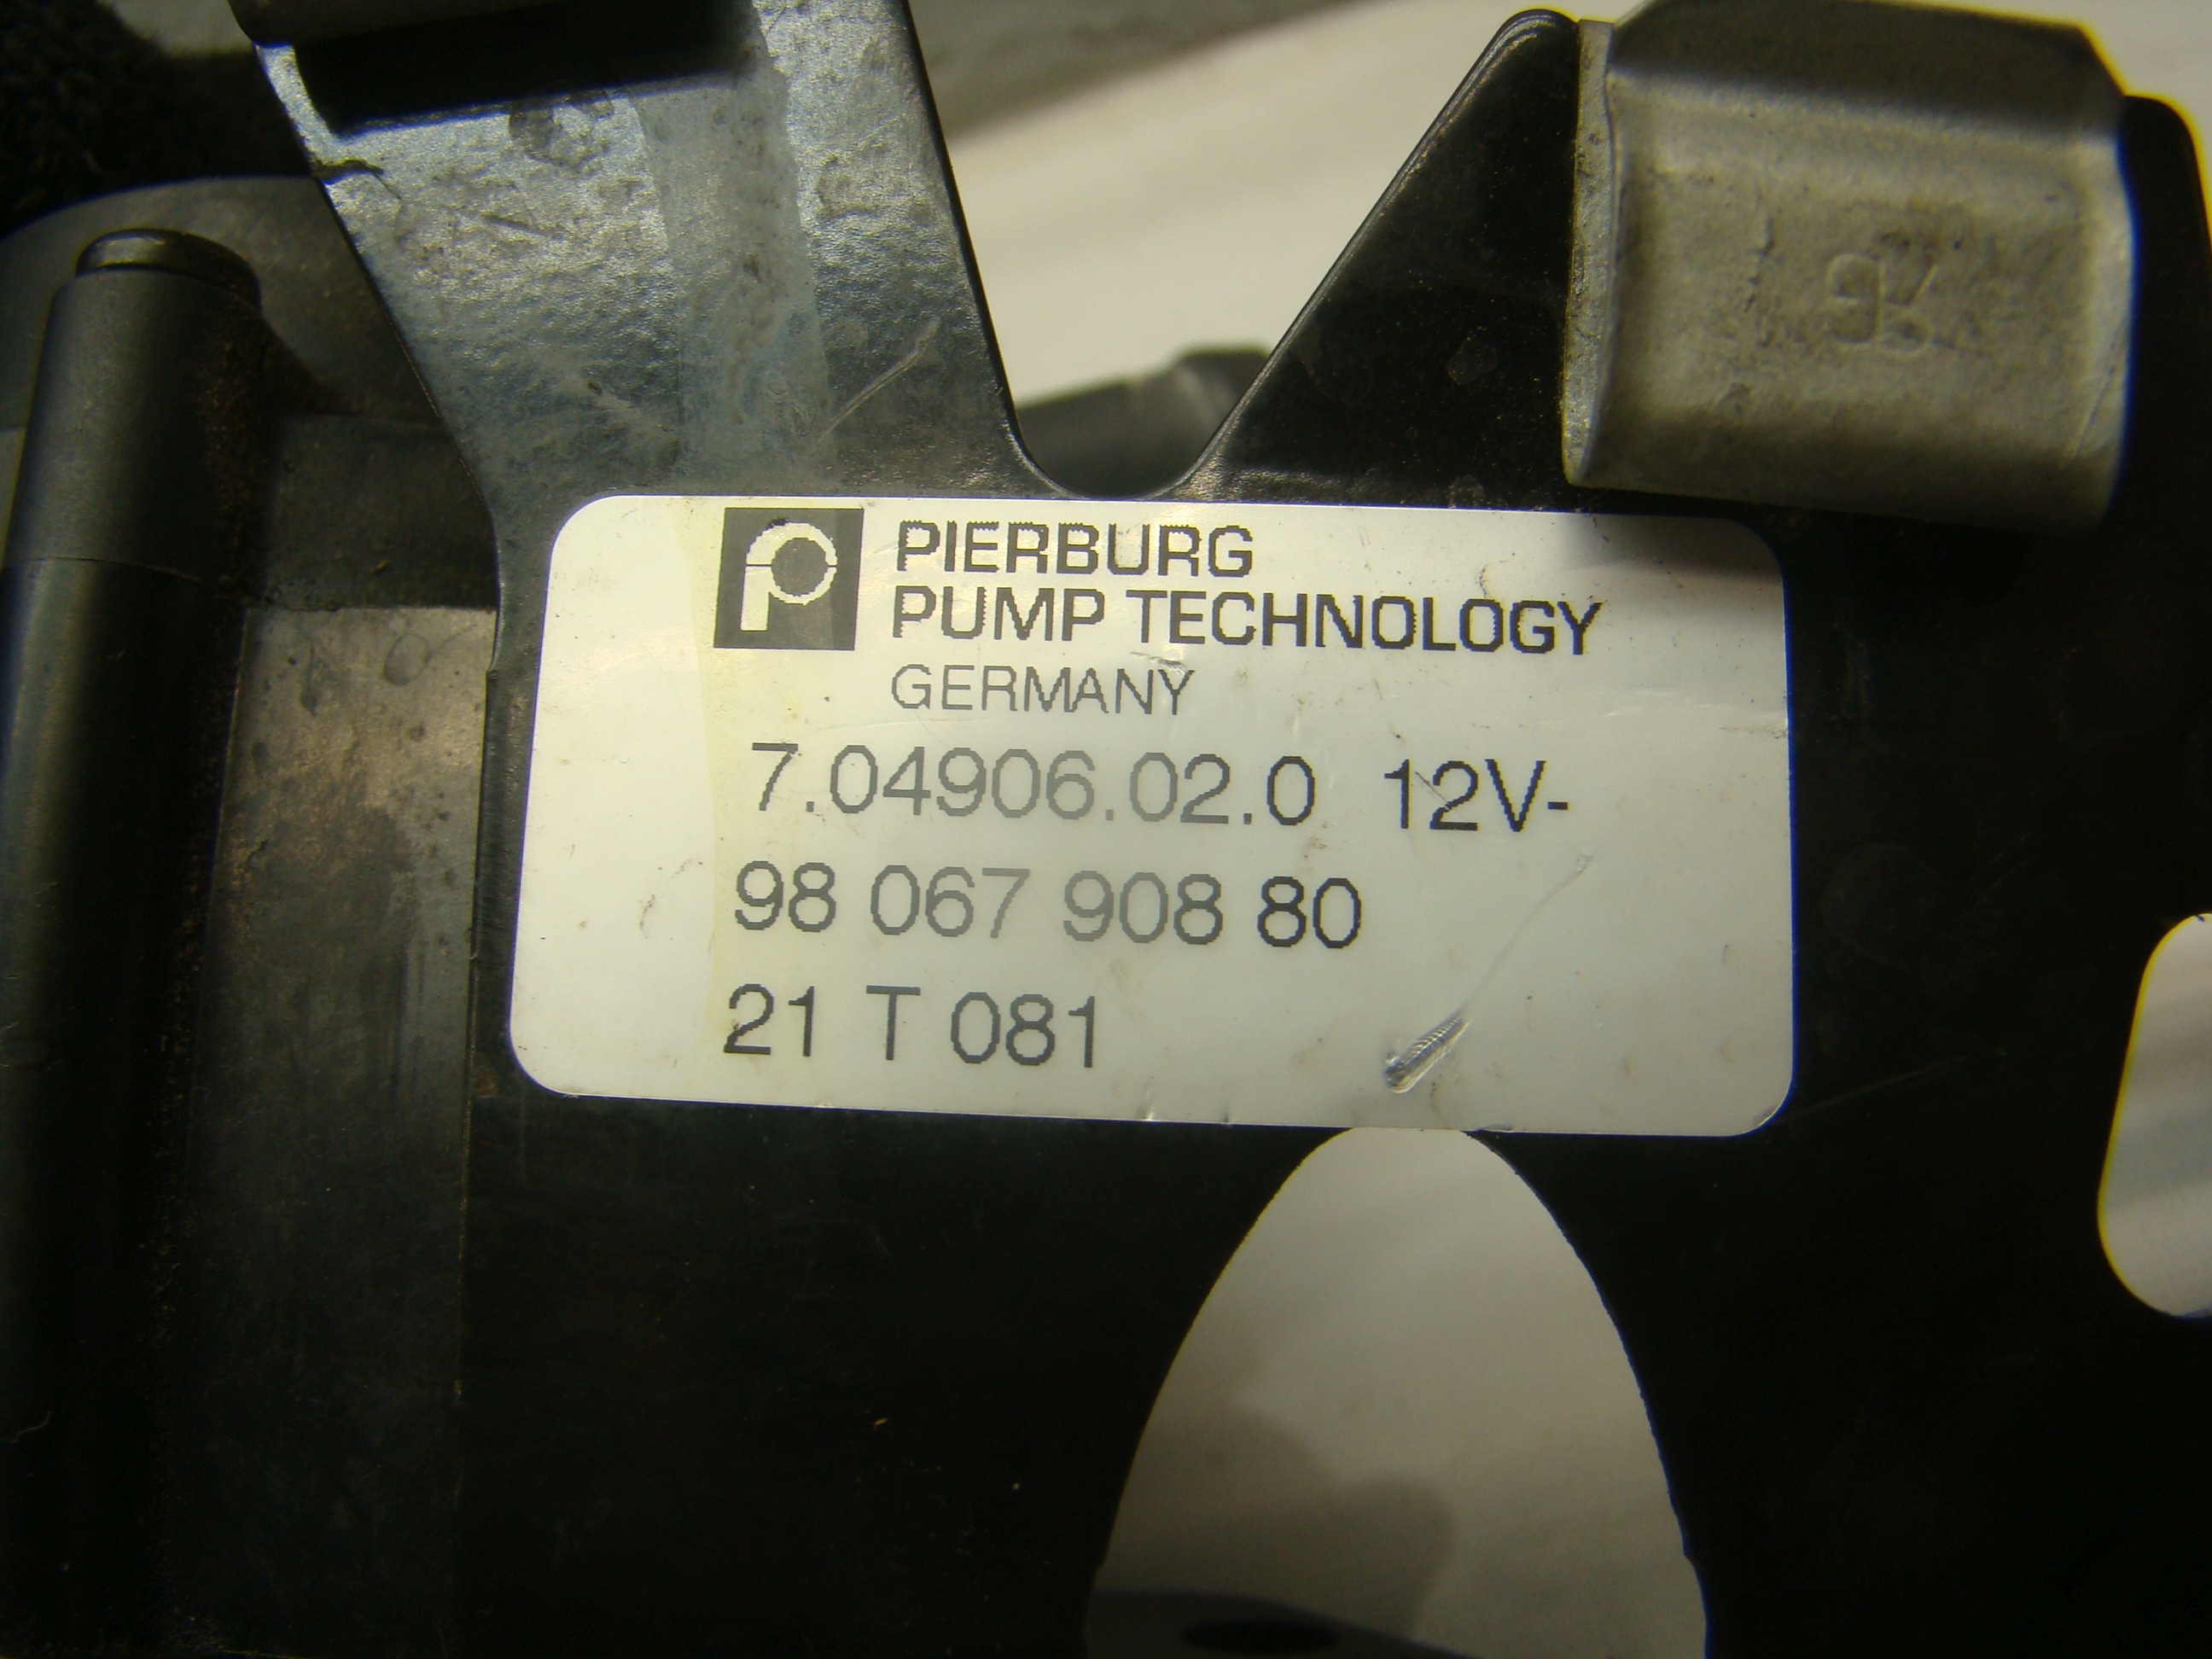 PIERBURG
PUMP TECHNOLOGY
GERMANY
7.04906.02.0 12V-
98 067 908 80
21 T 081